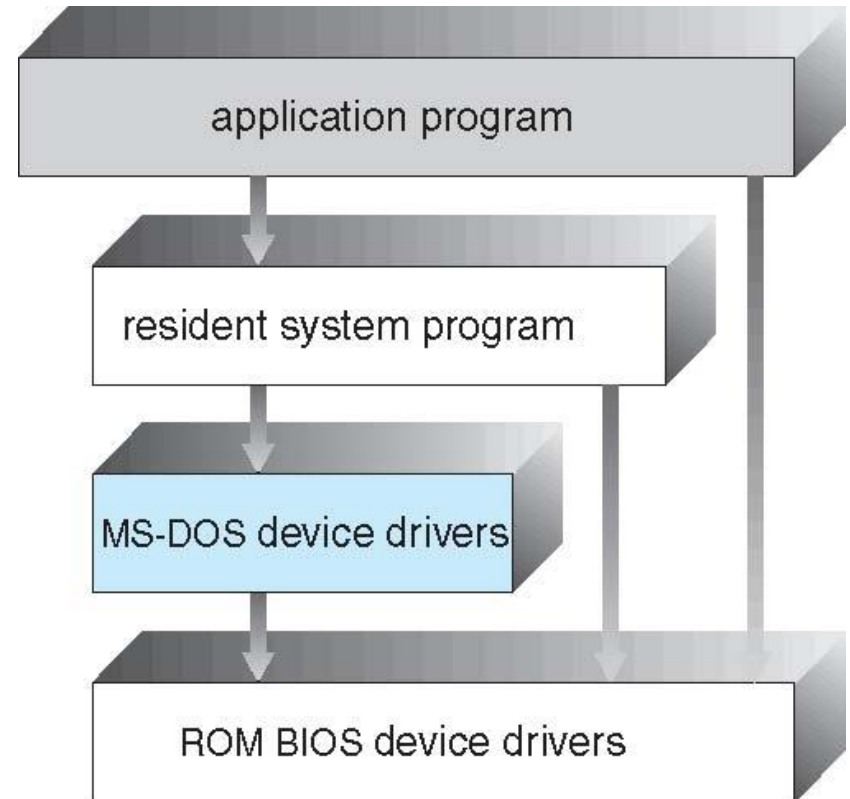 application program
resident system program
MS-DOS device drivers
ROM BIOS device drivers